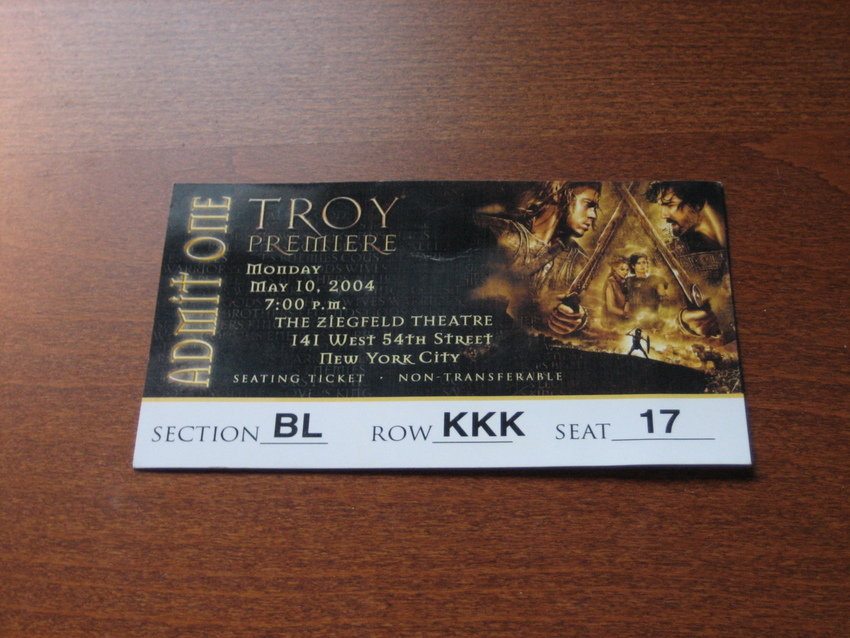 ADMIT ONE
TROY
PREMIERE
MONDAY
MAY 10, 2004
7:00 P.M.
THE ZIEGFELD THEATRE
141 WEST 54TH STREET
NEW YORK CITY
SEATING TICKET · NON-TRANSFERABLE
SECTION BL ROW KKK SEAT 17